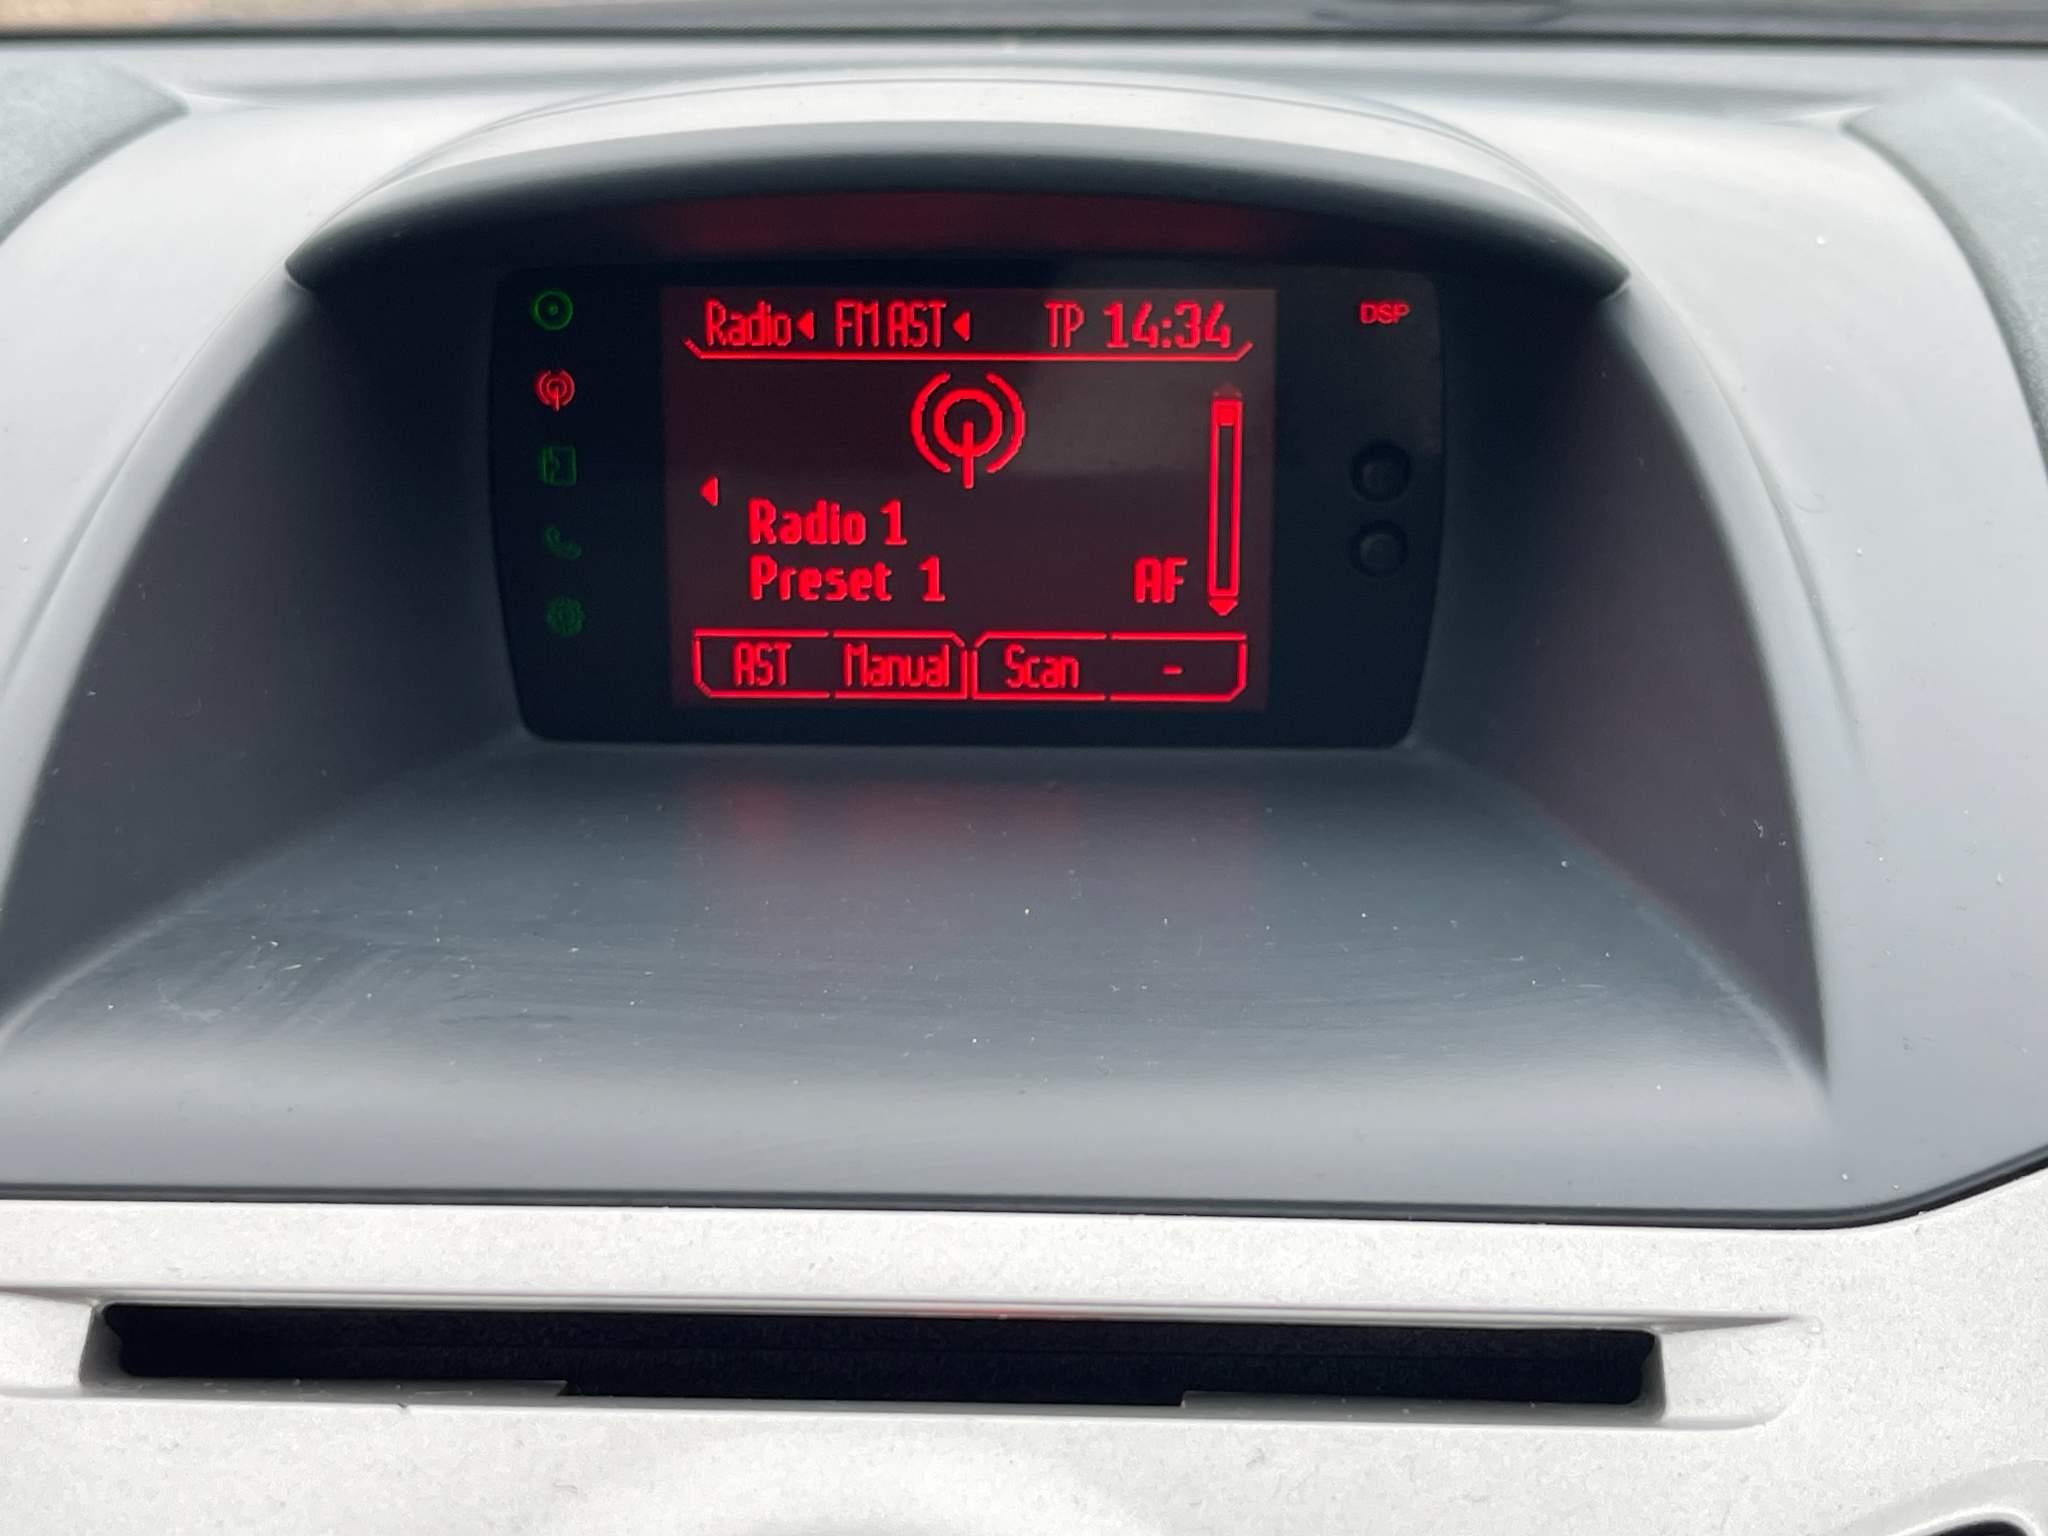 Radio FM AST TP 14:34
DSP
Radio 1
Preset 1 AF
AST Manual Scan -